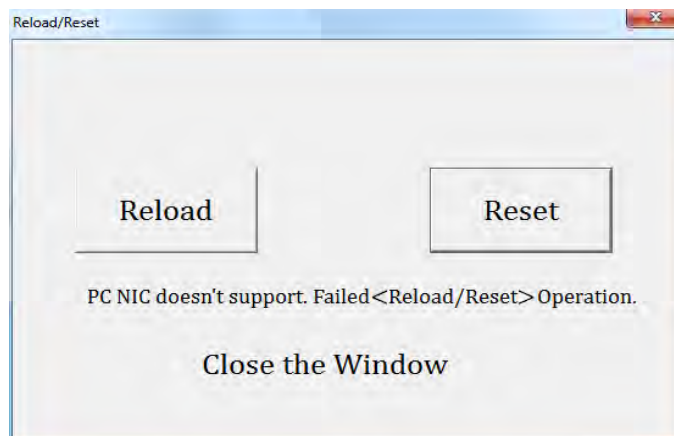 Reload/Reset
Reload Reset
PC NIC doesn't support. Failed<Reload/Reset>Operation.
Close the Window